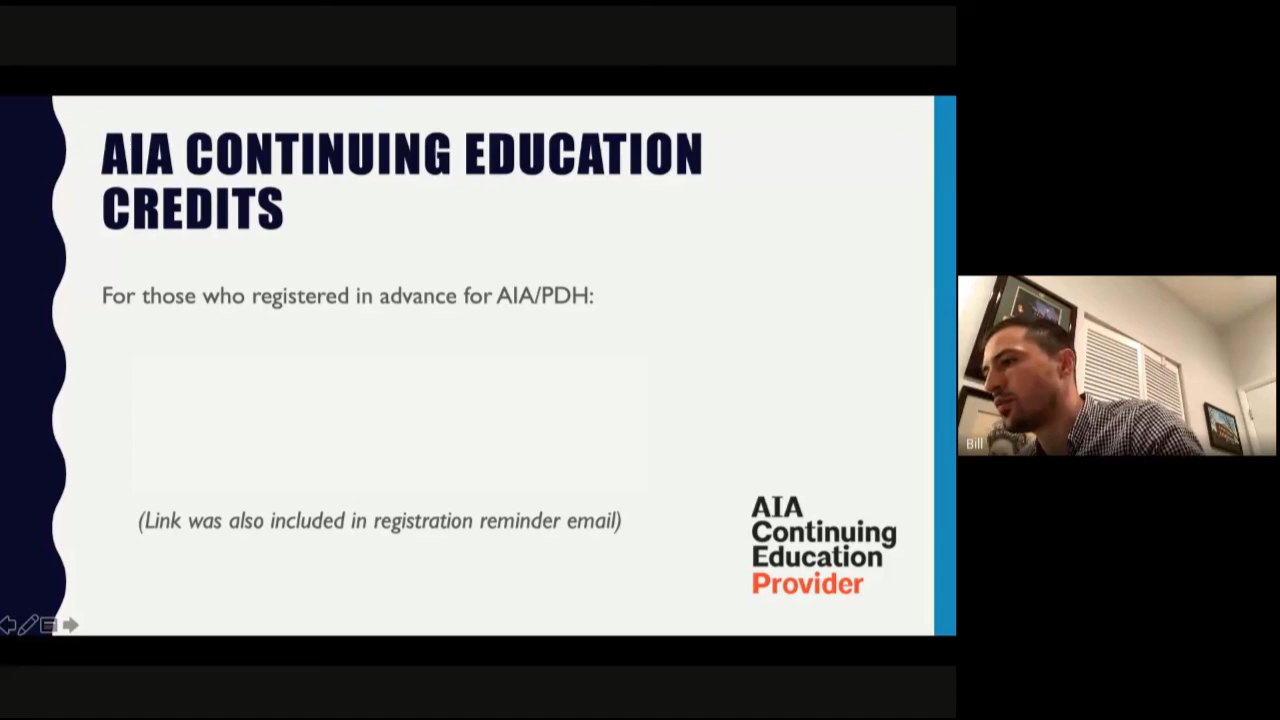 AIA CONTINUING EDUCATION
CREDITS
For those who registered in advance for AIA/PDH:
(Link was also included in registration reminder email)
AIA
Continuing
Education
Provider
Bill